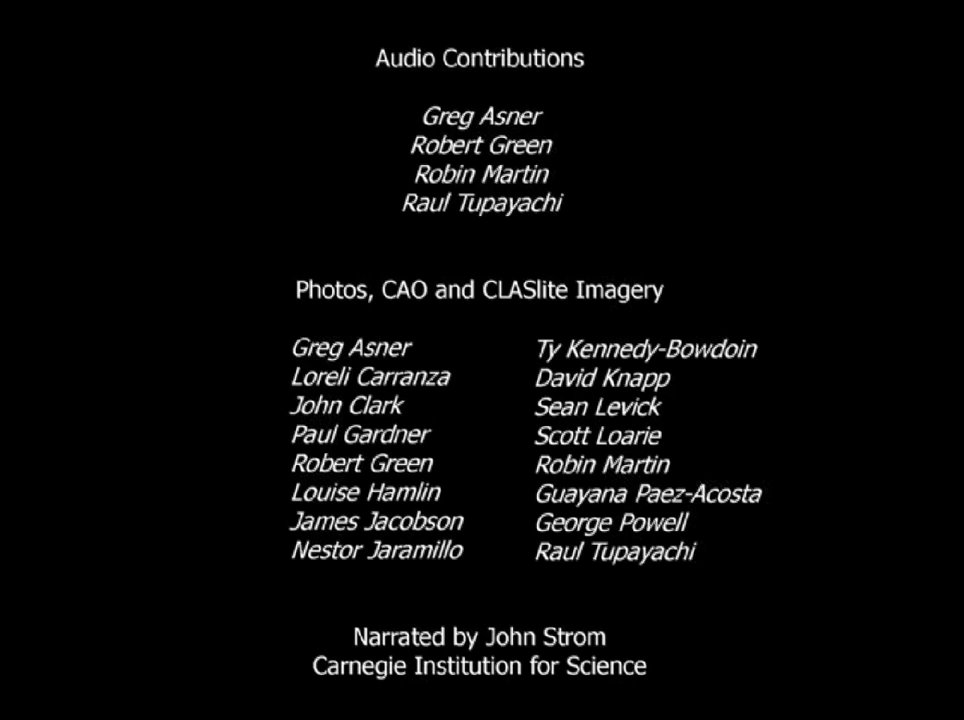 Audio Contributions
Greg Asner
Robert Green
Robin Martin
Raul Tupayachi
Photos, CAO and CLASlite Imagery
Greg Asner
Loreli Carranza
John Clark
Paul Gardner
Robert Green
Louise Hamlin
James Jacobson
Nestor Jaramillo
Ty Kennedy-Bowdoin
David Knapp
Sean Levick
Scott Loarie
Robin Martin
Guayana Paez-Acosta
George Powell
Raul Tupayachi
Narrated by John Strom
Carnegie Institution for Science